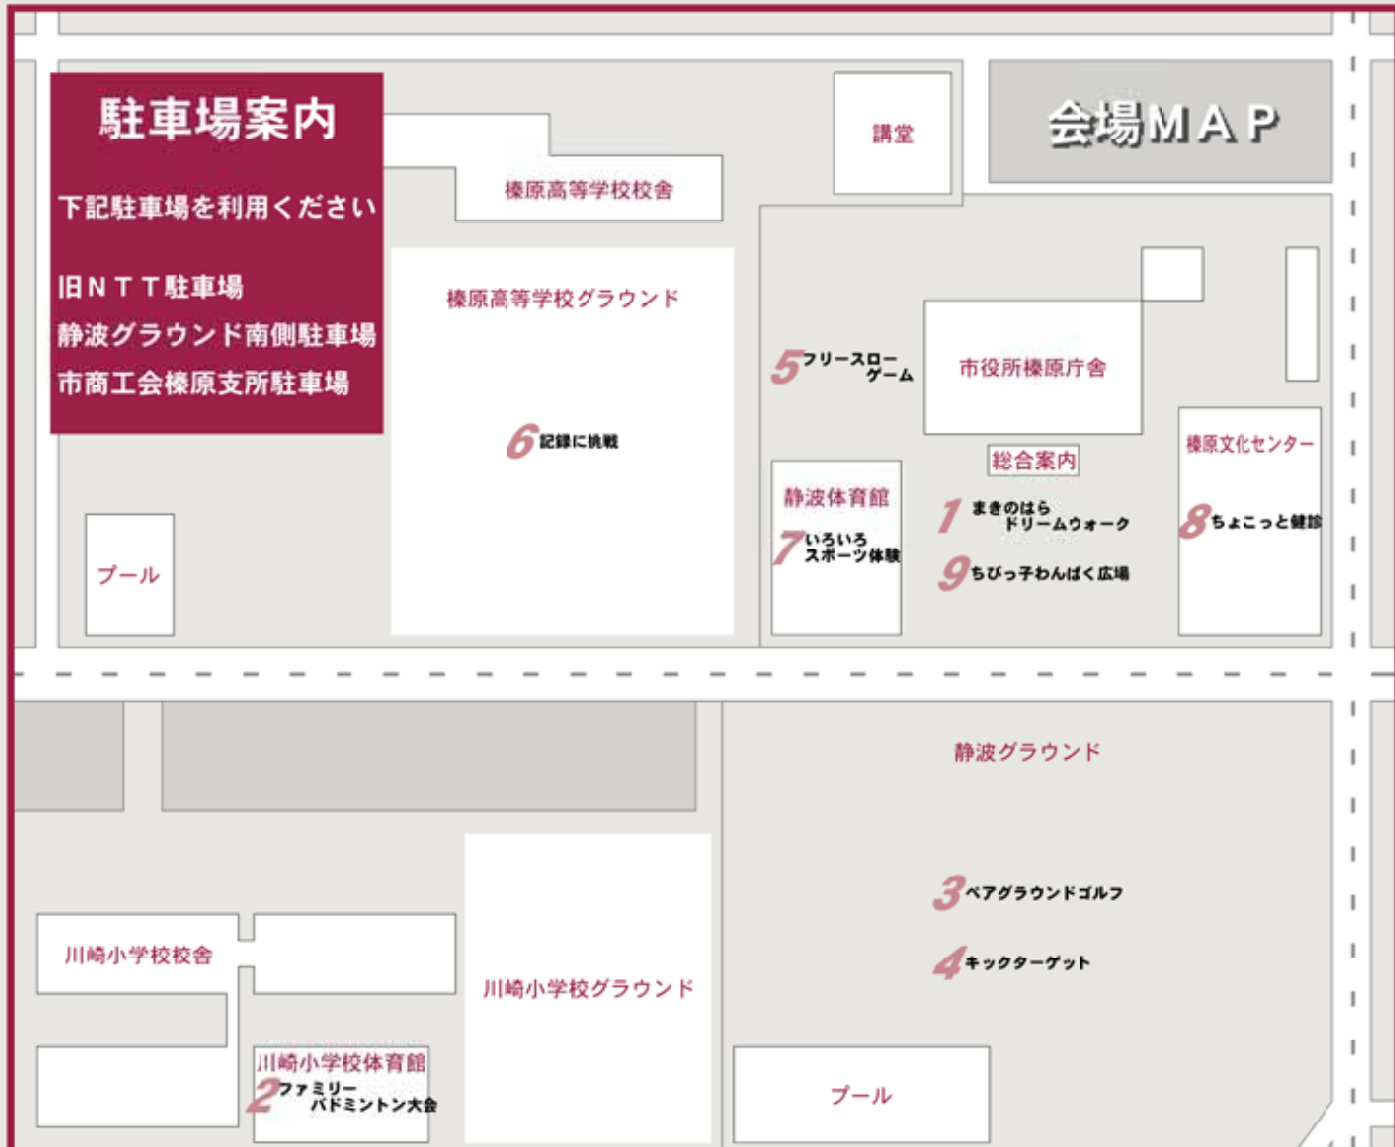 駐車場案内
下記駐車場を利用ください
旧ＮＴＴ駐車場
静波グラウンド南側駐車場
市商工会榛原支所駐車場
会場ＭＡＰ
講堂
榛原高等学校校舎
榛原高等学校グラウンド
6 記録に挑戦
プール
5 フリースロー
ゲーム
市役所榛原庁舎
総合案内
静波体育館
7 いろいろ
スポーツ体験
1 まきのはら
ドリームウォーク
9 ちびっ子わんぱく広場
榛原文化センター
8 ちょこっと健診
静波グラウンド
3 ペアグラウンドゴルフ
4 キックターゲット
川崎小学校校舎
川崎小学校グラウンド
川崎小学校体育館
2 ファミリー
バドミントン大会
プール